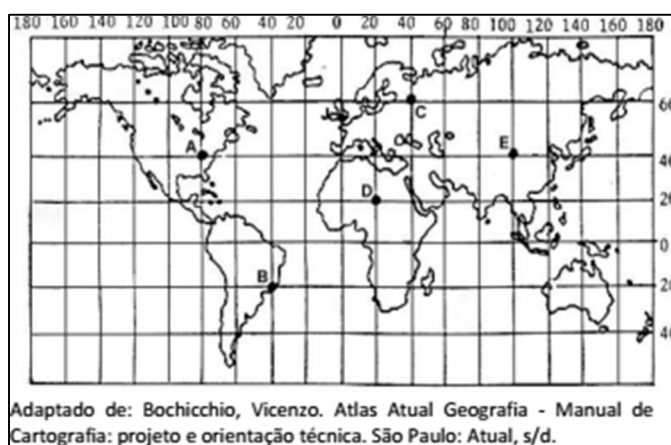 180 160 140 120 100 80 60 40 20 0 20 40 60 80 100 120 140 160 180
60
C
A
E
40
D
20
0
B
20
40
Adaptado de: Bochicchio, Vicenzo. Atlas Atual Geografia - Manual de
Cartografia: projeto e orientação técnica. São Paulo: Atual, s/d.